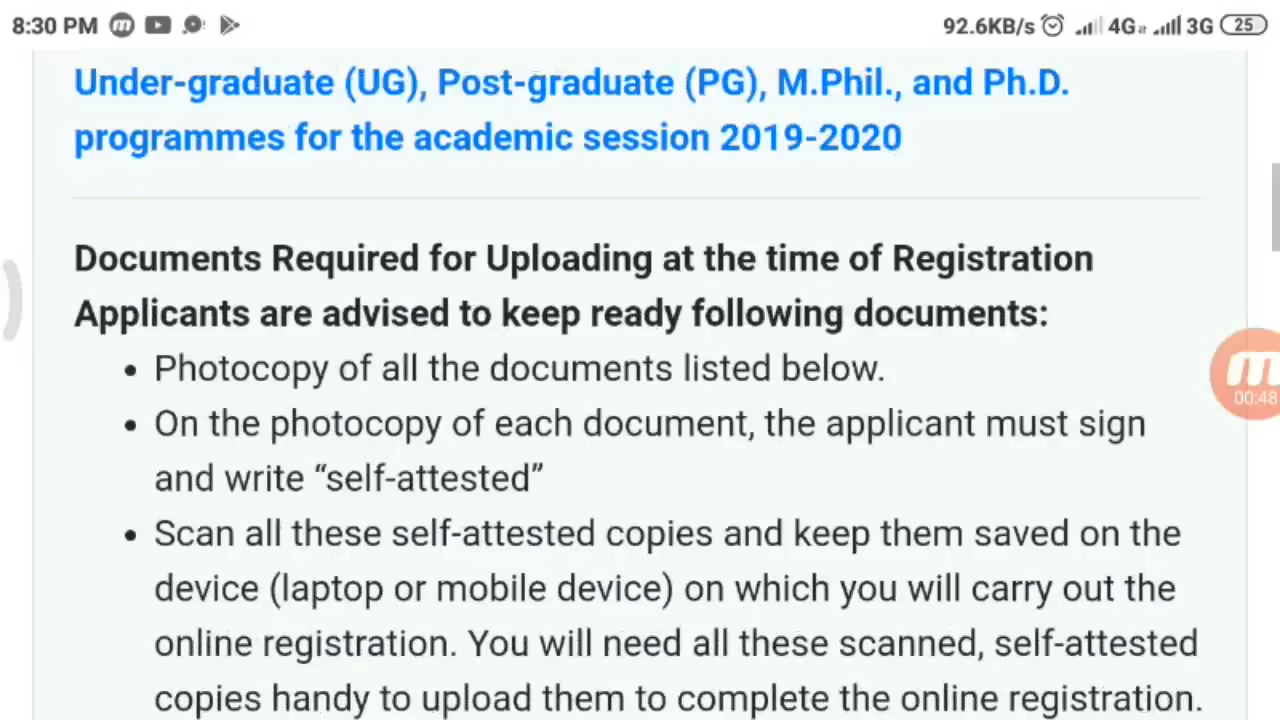 8:30 PM 92.6KB/s 4G 3G 25
Under-graduate (UG), Post-graduate (PG), M.Phil., and Ph.D.
programmes for the academic session 2019-2020
Documents Required for Uploading at the time of Registration
Applicants are advised to keep ready following documents:
• Photocopy of all the documents listed below.
• On the photocopy of each document, the applicant must sign
and write “self-attested”
• Scan all these self-attested copies and keep them saved on the
device (laptop or mobile device) on which you will carry out the
online registration. You will need all these scanned, self-attested
copies handy to upload them to complete the online registration.
00:48